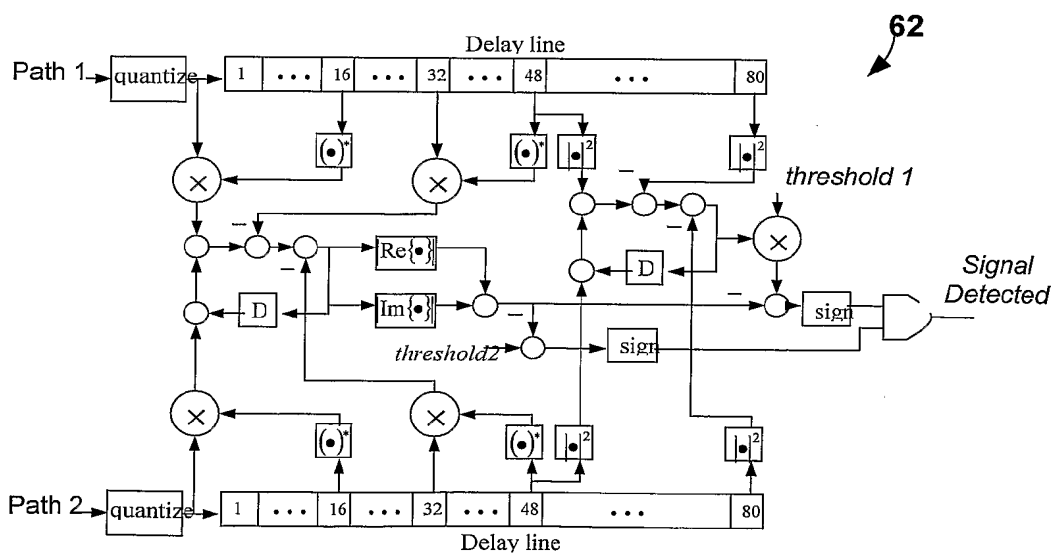 62
Delay line
Path 1 quantize 1 ... 16 ... 32 ... 48 ... 80
(•)* (•)* |•|² |•|²
× × − threshold 1
− − ×
Re{•} D Signal
− Detected
D Im{•} − sign
−
threshold2 sign
× ×
(•)* (•)* |•|² |•|²
Path 2 quantize 1 ... 16 ... 32 ... 48 ... 80
Delay line